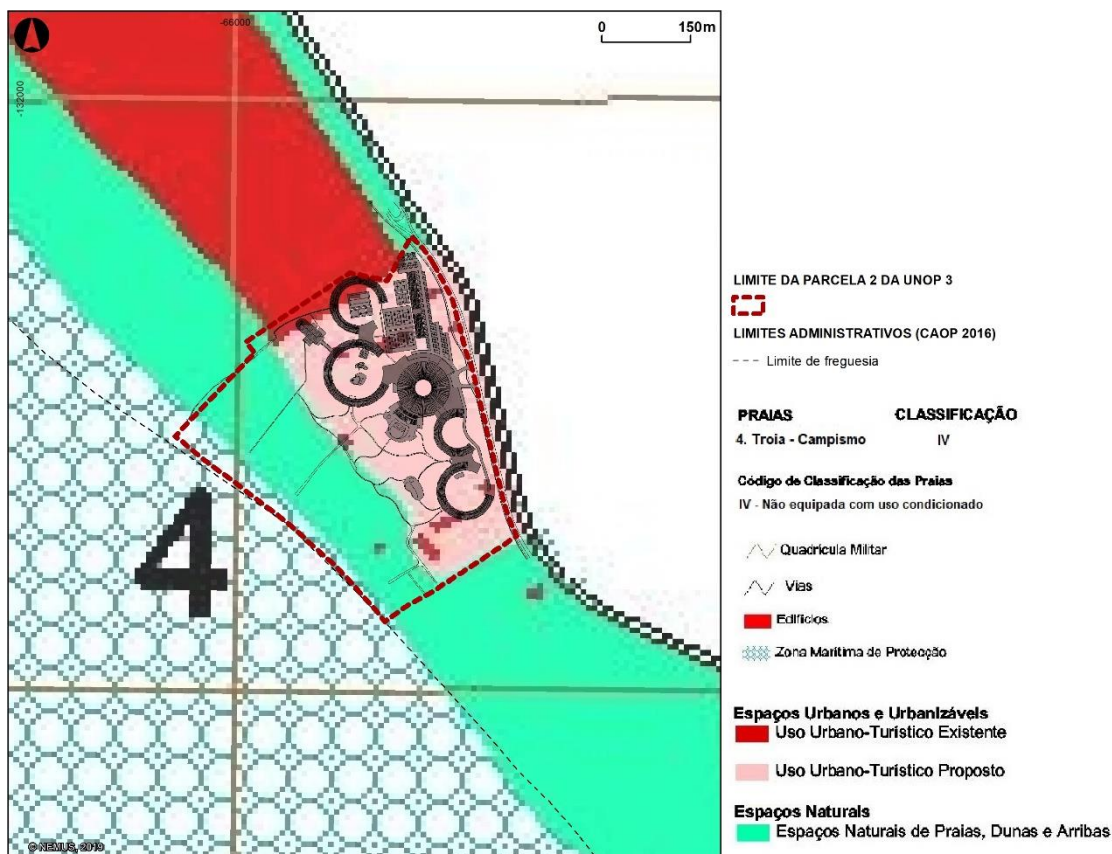 -66000
0 150m
-132000
4
© NEMUS, 2019
LIMITE DA PARCELA 2 DA UNOP 3
LIMITES ADMINISTRATIVOS (CAOP 2016)
Limite de freguesia
PRAIAS CLASSIFICAÇÃO
4. Troia - Campismo IV
Código de Classificação das Praias
IV - Não equipada com uso condicionado
Quadrícula Militar
Vias
Edifícios
Zona Marítima de Protecção
Espaços Urbanos e Urbanizáveis
Uso Urbano-Turístico Existente
Uso Urbano-Turístico Proposto
Espaços Naturais
Espaços Naturais de Praias, Dunas e Arribas